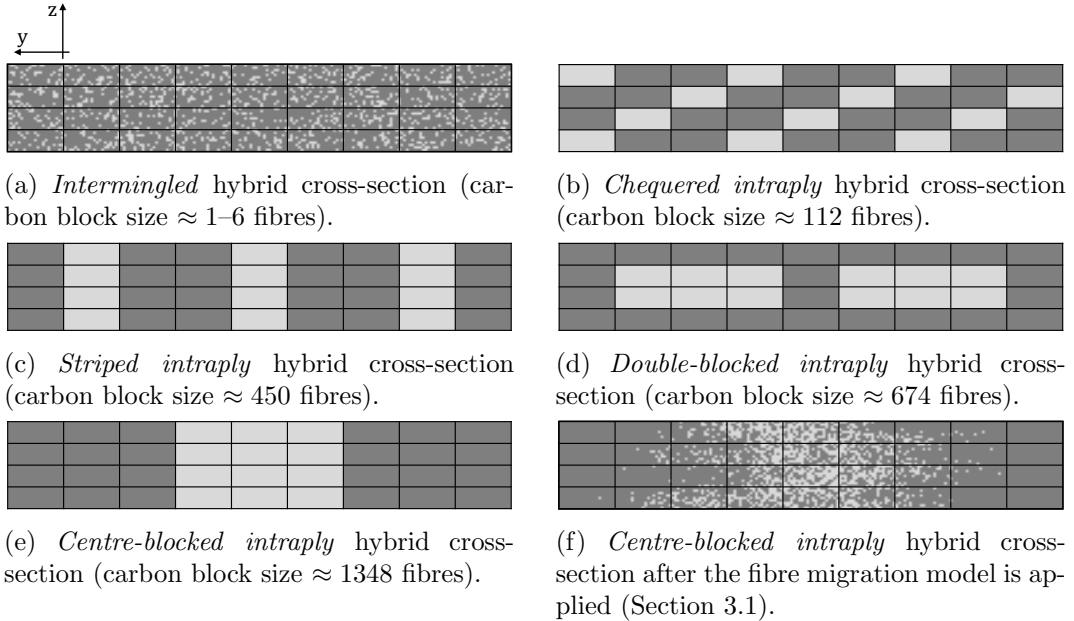 z
y
(a) Intermingled hybrid cross-section (car-
bon block size ≈ 1–6 fibres).
(b) Chequered intraply hybrid cross-section
(carbon block size ≈ 112 fibres).
(c) Striped intraply hybrid cross-section
(carbon block size ≈ 450 fibres).
(d) Double-blocked intraply hybrid cross-
section (carbon block size ≈ 674 fibres).
(e) Centre-blocked intraply hybrid cross-
section (carbon block size ≈ 1348 fibres).
(f) Centre-blocked intraply hybrid cross-
section after the fibre migration model is ap-
plied (Section 3.1).